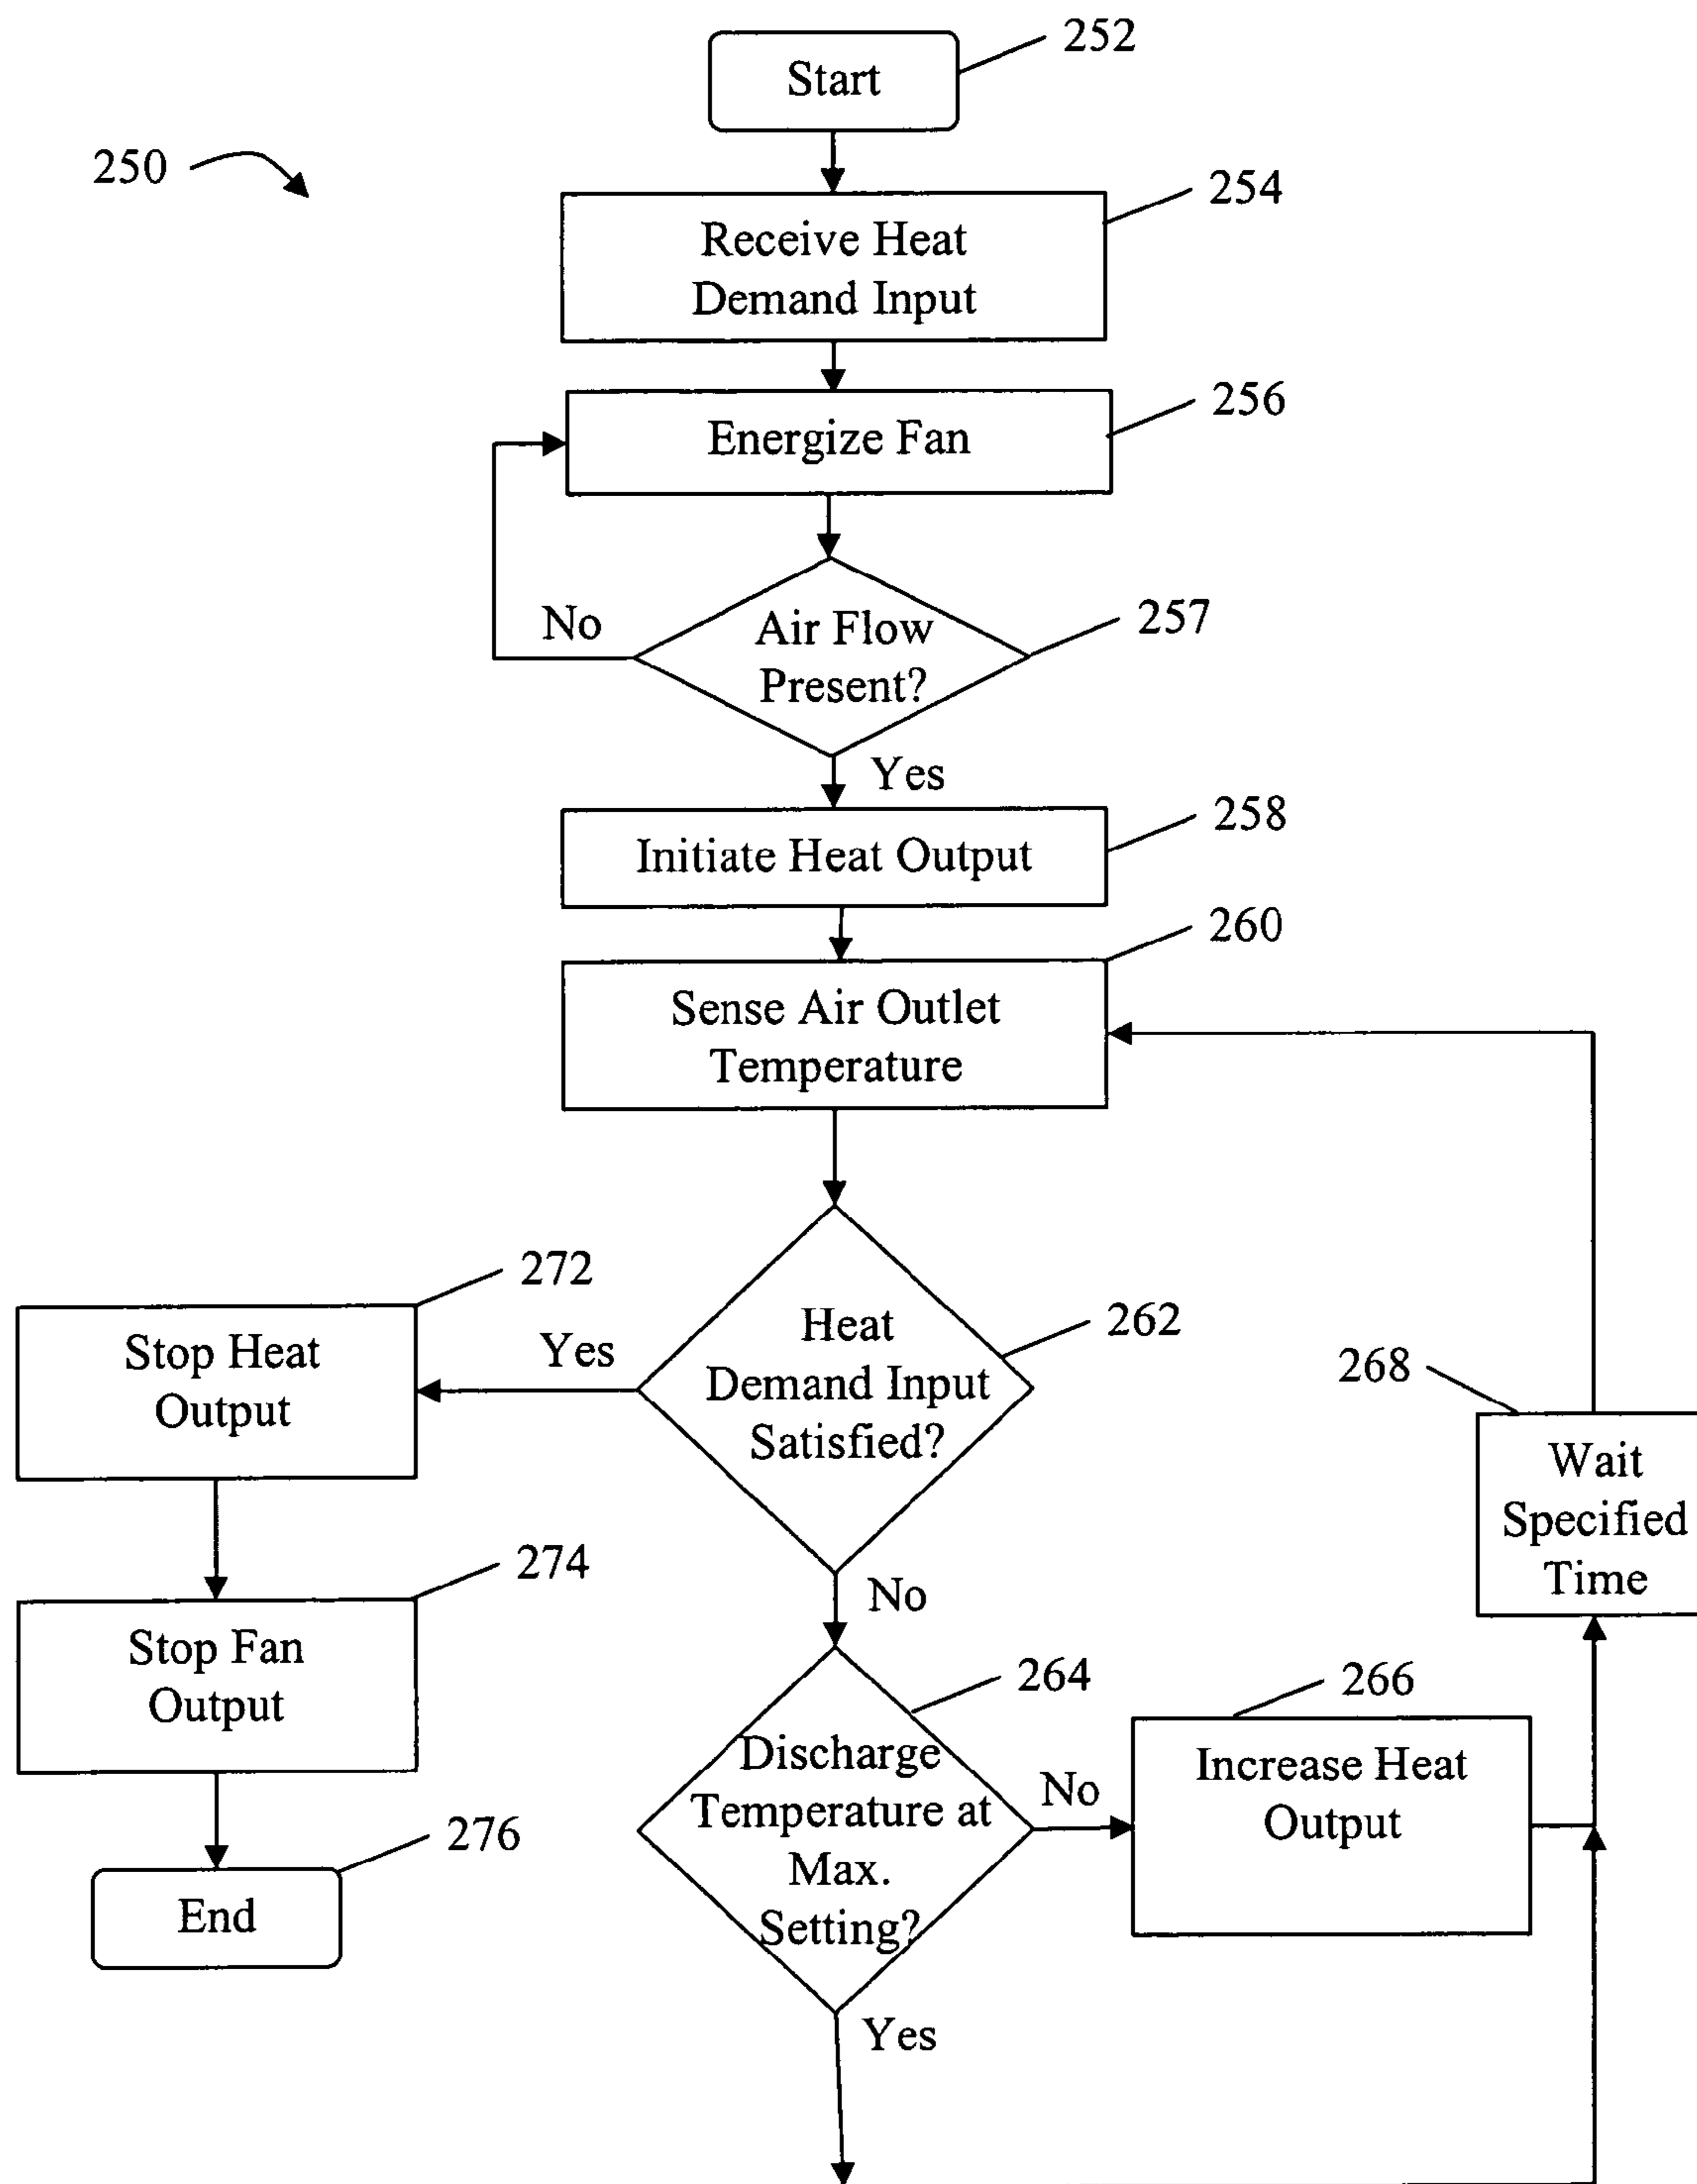 252
Start
250
254
Receive Heat
Demand Input
256
Energize Fan
257
No
Air Flow
Present?
Yes
258
Initiate Heat Output
260
Sense Air Outlet
Temperature
272
Stop Heat
Output
Yes
262
Heat
Demand Input
Satisfied?
268
Wait
Specified
Time
No
274
Stop Fan
Output
264
Discharge
Temperature at
Max.
Setting?
No
266
Increase Heat
Output
276
End
Yes